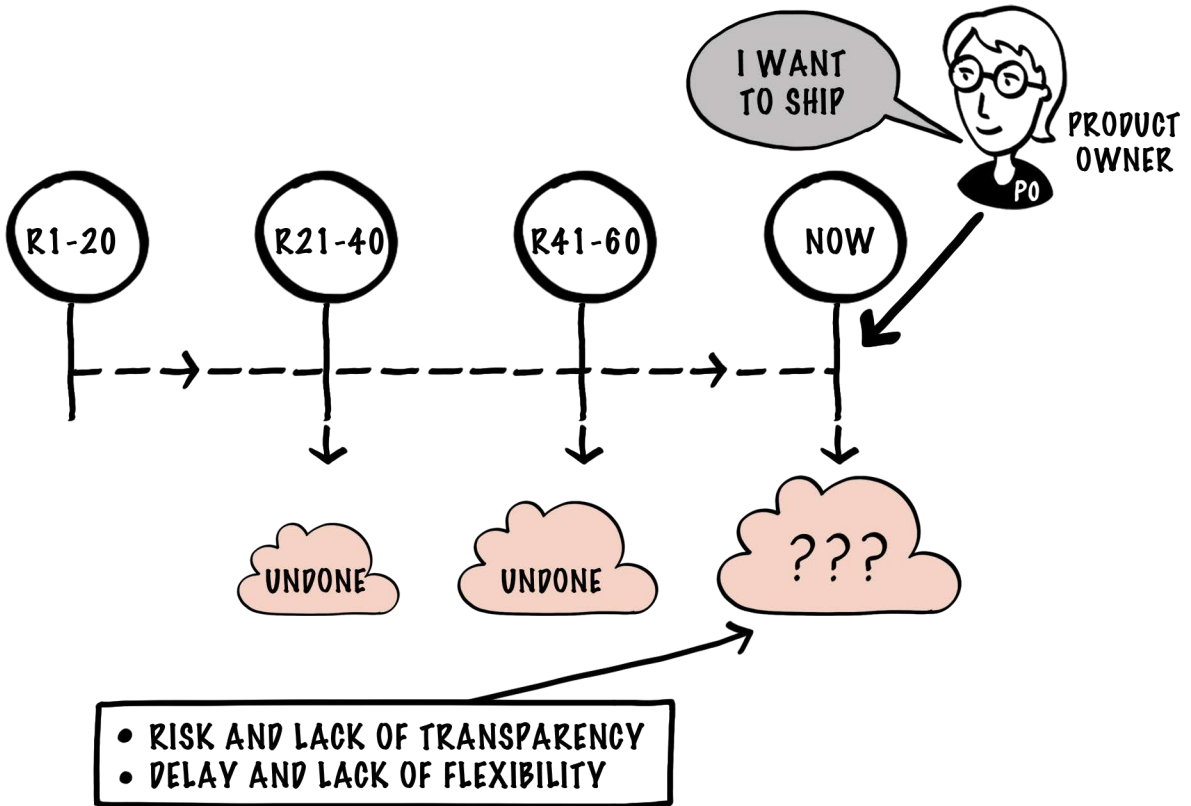 I WANT
TO SHIP
PRODUCT
OWNER
PO
R1-20
R21-40
R41-60
NOW
UNDONE
UNDONE
???
• RISK AND LACK OF TRANSPARENCY
• DELAY AND LACK OF FLEXIBILITY